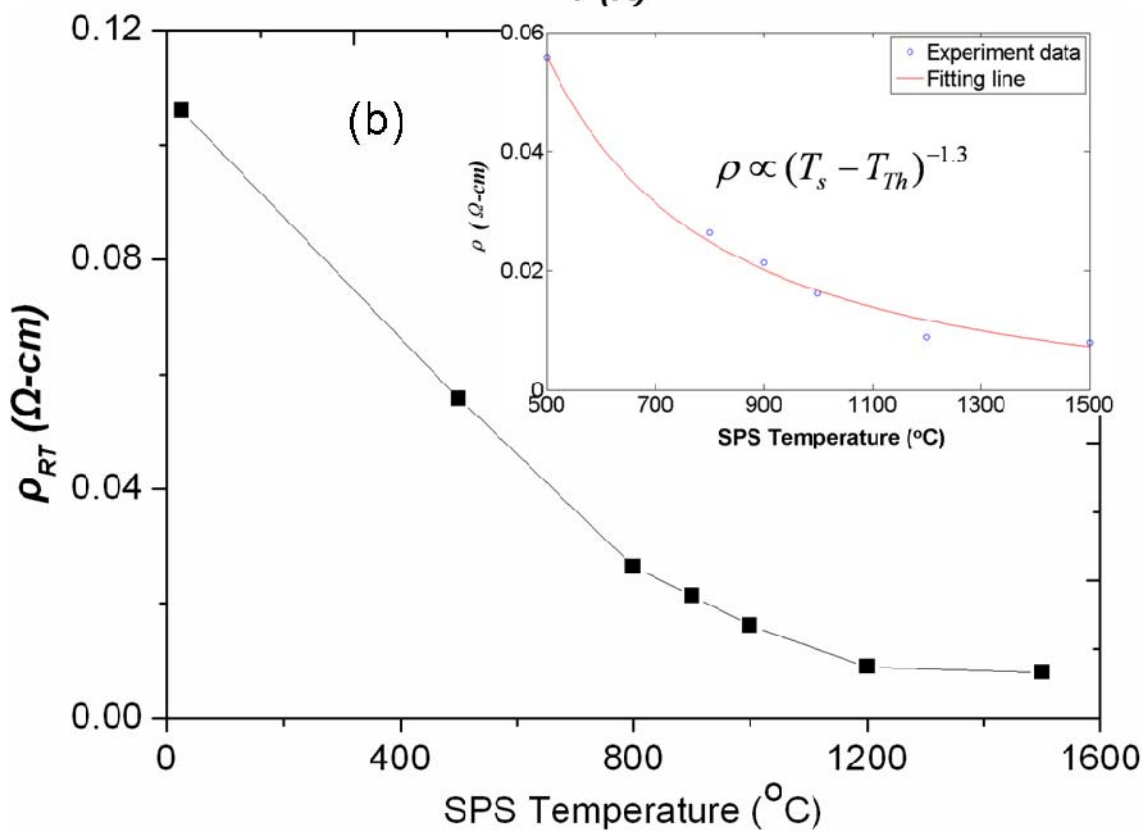 0.12
0.08
0.04
0.00
ρRT (Ω-cm)
(b)
0 400 800 1200 1600
SPS Temperature (°C)
0.06
0.04
0.02
0
ρ (Ω-cm)
Experiment data
Fitting line
ρ ∝ (Ts − TTh)^−1.3
500 700 900 1100 1300 1500
SPS Temperature (°C)